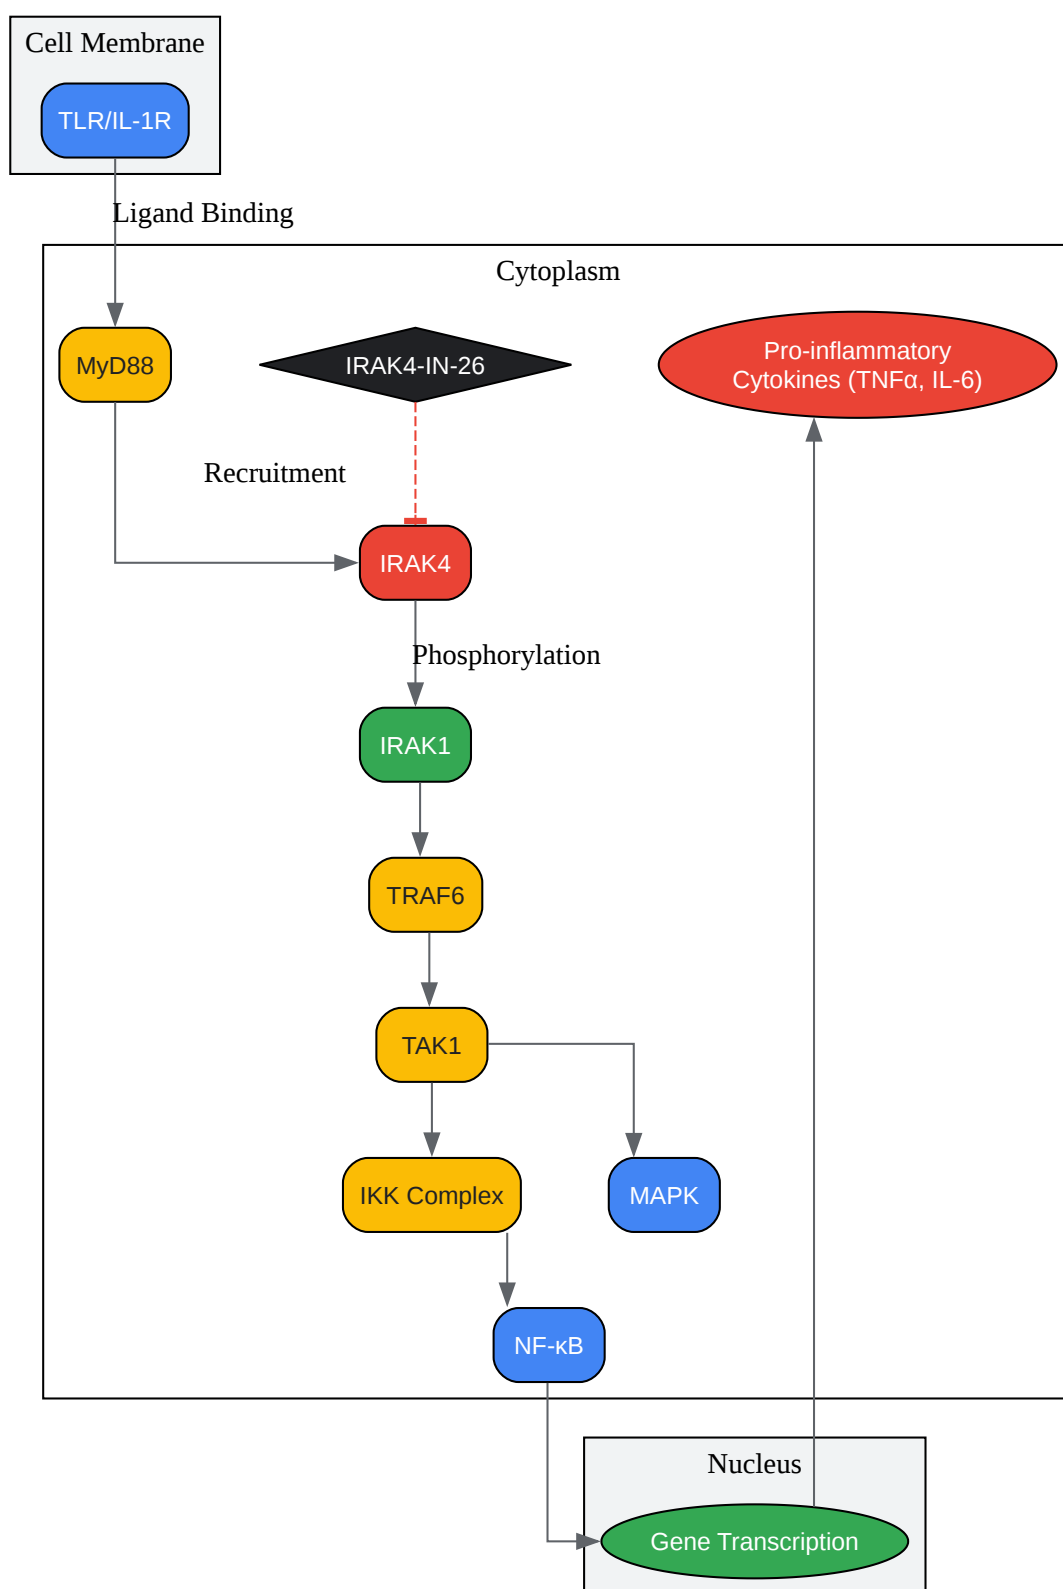 Cell Membrane
TLR/IL-1R
Ligand Binding
Cytoplasm
MyD88
IRAK4-IN-26
Pro-inflammatory
Cytokines (TNFα, IL-6)
Recruitment
IRAK4
Phosphorylation
IRAK1
TRAF6
TAK1
IKK Complex
MAPK
NF-κB
Nucleus
Gene Transcription